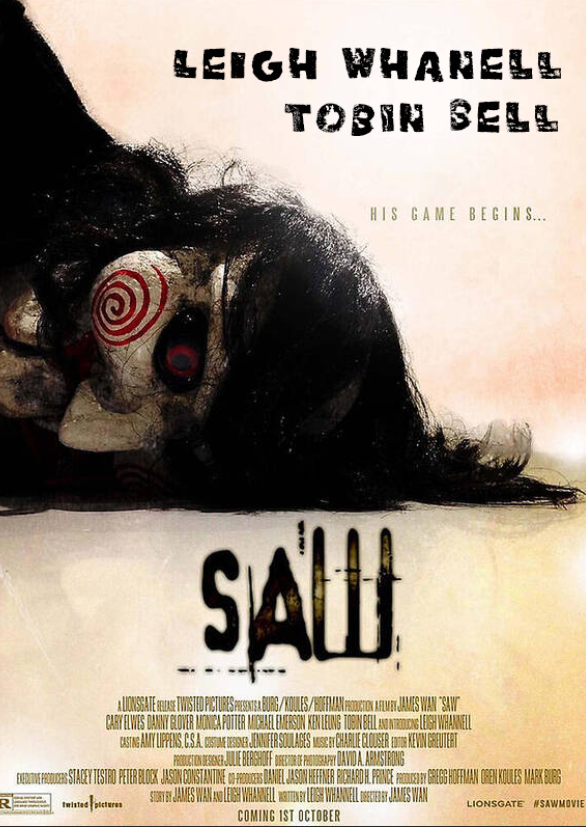 LEIGH WHANELL
TOBIN BELL
HIS GAME BEGINS...
SAW
A LIONSGATE RELEASE TWISTED PICTURES PRESENTS A BURG/KOULES/HOFFMAN PRODUCTION A FILM BY JAMES WAN "SAW"
CARY ELWES DANNY GLOVER MONICA POTTER MICHAEL EMERSON KEN LEUNG TOBIN BELL AND INTRODUCING LEIGH WHANNELL
CASTING AMY LIPPENS, C.S.A. COSTUME DESIGNER JENNIFER SOULAGES MUSIC BY CHARLIE CLOUSER EDITOR KEVIN GREUTERT
PRODUCTION DESIGNER JULIE BERGHOFF DIRECTOR OF PHOTOGRAPHY DAVID A. ARMSTRONG
EXECUTIVE PRODUCERS STACEY TESTRO PETER BLOCK JASON CONSTANTINE CO-PRODUCERS DANIEL JASON HEFFNER RICHARD H. PRINCE PRODUCED BY GREGG HOFFMAN OREN KOULES MARK BURG
STORY BY JAMES WAN AND LEIGH WHANNELL WRITTEN BY LEIGH WHANNELL DIRECTED BY JAMES WAN
R twisted pictures LIONSGATE #SAWMOVIE
COMING 1ST OCTOBER